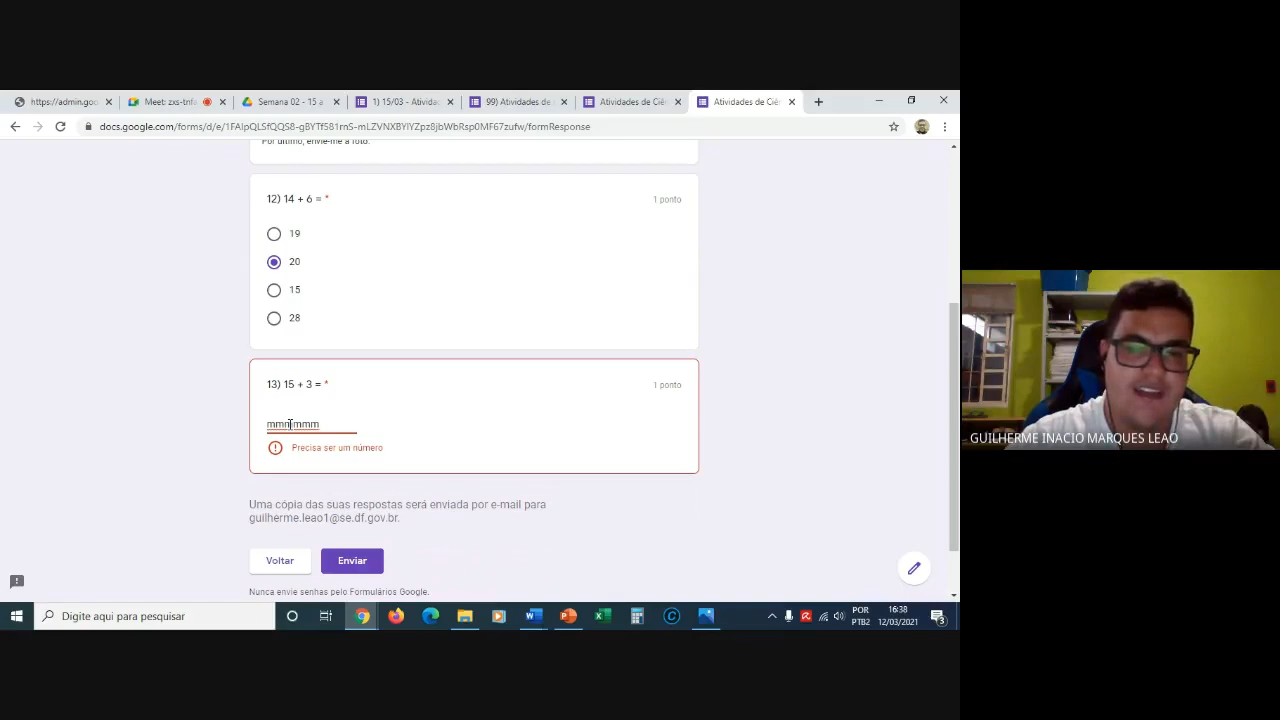 https://admin.goo
Meet: zxs-tnfa
Semana 02 - 15 a
1) 15/03 - Ativida
99) Atividades de
Atividades de Ciên
Atividades de Ciên
docs.google.com/forms/d/e/1FAIpQLSfQQS8-gBYTf581rnS-mLZVNXBYlYZpz8jbWbRsp0MF67zufw/formResponse
Por último, envie-me a foto.
12) 14 + 6 = *
1 ponto
19
20
15
28
13) 15 + 3 = *
1 ponto
Precisa ser um número
Uma cópia das suas respostas será enviada por e-mail para
guilherme.leao1@se.df.gov.br.
Voltar
Enviar
Nunca envie senhas pelo Formulários Google.
GUILHERME INACIO MARQUES LEAO
Digite aqui para pesquisar
POR
PTB2
16:38
12/03/2021
3